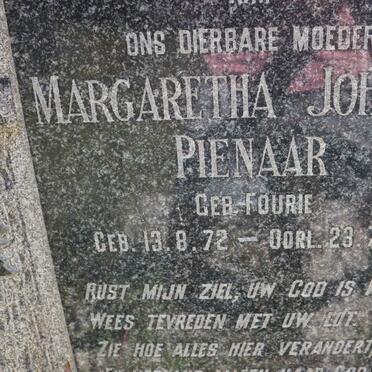 ONS DIERBARE MOEDER
MARGARETHA
PIENAAR
GEB. FOURIE
GEB. 13.8.72 — OORL. 23.
RUST MIJN ZIEL, UW GOD IS
WEES TEVREDEN MET UW LOT.
ZIE HOE ALLES HIER VERANDERT